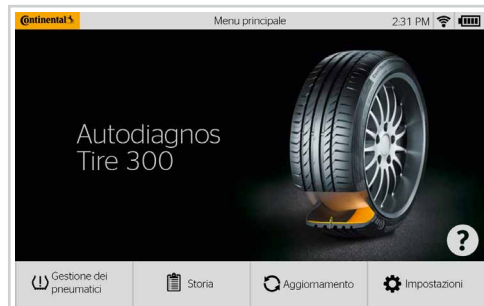 Continental
Menu principale
2:31 PM
Autodiagnos
Tire 300
?
Gestione dei
pneumatici
Storia
Aggiornamento
Impostazioni